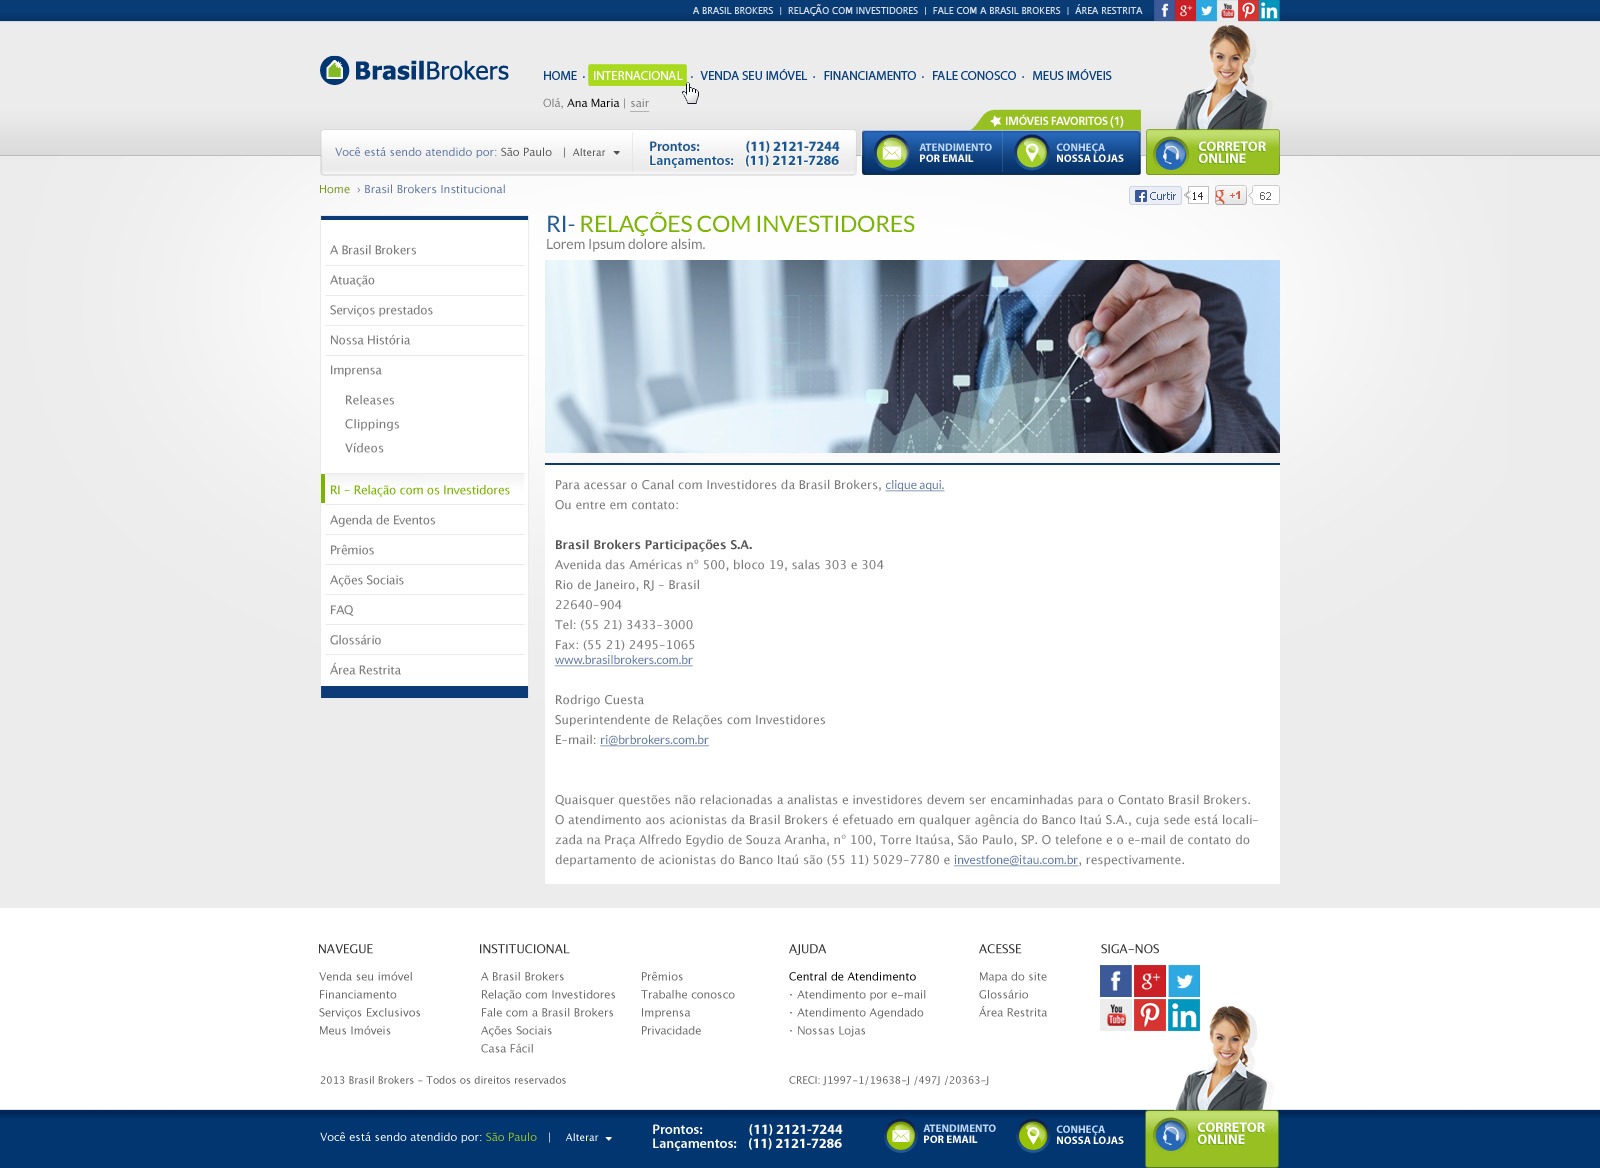 A BRASIL BROKERS | RELAÇÃO COM INVESTIDORES | FALE COM A BRASIL BROKERS | ÁREA RESTRITA
BrasilBrokers
HOME · INTERNACIONAL · VENDA SEU IMÓVEL · FINANCIAMENTO · FALE CONOSCO · MEUS IMÓVEIS
Olá, Ana Maria | sair
IMÓVEIS FAVORITOS (1)
Você está sendo atendido por: São Paulo | Alterar
Prontos: (11) 2121-7244
Lançamentos: (11) 2121-7286
ATENDIMENTO
POR EMAIL
CONHEÇA
NOSSA LOJAS
CORRETOR
ONLINE
Home › Brasil Brokers Institucional
Curtir 14 +1 62
A Brasil Brokers
Atuação
Serviços prestados
Nossa História
Imprensa
Releases
Clippings
Vídeos
RI - Relação com os Investidores
Agenda de Eventos
Prêmios
Ações Sociais
FAQ
Glossário
Área Restrita
RI- RELAÇÕES COM INVESTIDORES
Lorem Ipsum dolore alsim.
Para acessar o Canal com Investidores da Brasil Brokers, clique aqui.
Ou entre em contato:
Brasil Brokers Participações S.A.
Avenida das Américas n° 500, bloco 19, salas 303 e 304
Rio de Janeiro, RJ - Brasil
22640-904
Tel: (55 21) 3433-3000
Fax: (55 21) 2495-1065
www.brasilbrokers.com.br
Rodrigo Cuesta
Superintendente de Relações com Investidores
E-mail: ri@brbrokers.com.br
Quaisquer questões não relacionadas a analistas e investidores devem ser encaminhadas para o Contato Brasil Brokers.
O atendimento aos acionistas da Brasil Brokers é efetuado em qualquer agência do Banco Itaú S.A., cuja sede está locali-
zada na Praça Alfredo Egydio de Souza Aranha, n° 100, Torre Itaúsa, São Paulo, SP. O telefone e o e-mail de contato do
departamento de acionistas do Banco Itaú são (55 11) 5029-7780 e investfone@itau.com.br, respectivamente.
NAVEGUE
Venda seu imóvel
Financiamento
Serviços Exclusivos
Meus Imóveis
INSTITUCIONAL
A Brasil Brokers
Relação com Investidores
Fale com a Brasil Brokers
Ações Sociais
Casa Fácil
Prêmios
Trabalhe conosco
Imprensa
Privacidade
AJUDA
Central de Atendimento
· Atendimento por e-mail
· Atendimento Agendado
· Nossas Lojas
ACESSE
Mapa do site
Glossário
Área Restrita
SIGA-NOS
You Tube
2013 Brasil Brokers - Todos os direitos reservados
CRECI: J1997-1/19638-J /497J /20363-J
Você está sendo atendido por: São Paulo | Alterar
Prontos: (11) 2121-7244
Lançamentos: (11) 2121-7286
ATENDIMENTO
POR EMAIL
CONHEÇA
NOSSA LOJAS
CORRETOR
ONLINE